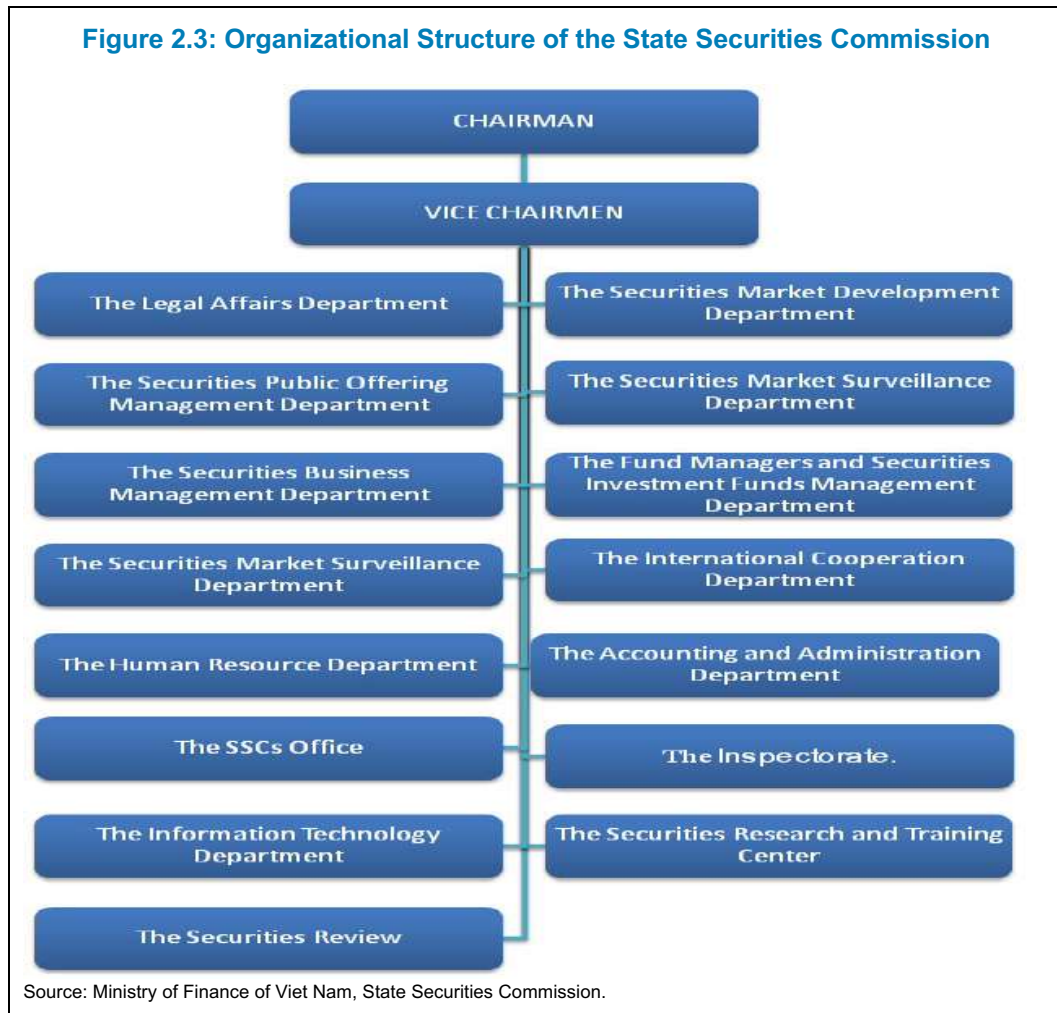 Figure 2.3: Organizational Structure of the State Securities Commission
CHAIRMAN
VICE CHAIRMEN
The Legal Affairs Department
The Securities Market Development
Department
The Securities Public Offering
Management Department
The Securities Market Surveillance
Department
The Securities Business
Management Department
The Fund Managers and Securities
Investment Funds Management
Department
The Securities Market Surveillance
Department
The International Cooperation
Department
The Human Resource Department
The Accounting and Administration
Department
The SSCs Office
The Inspectorate.
The Information Technology
Department
The Securities Research and Training
Center
The Securities Review
Source: Ministry of Finance of Viet Nam, State Securities Commission.